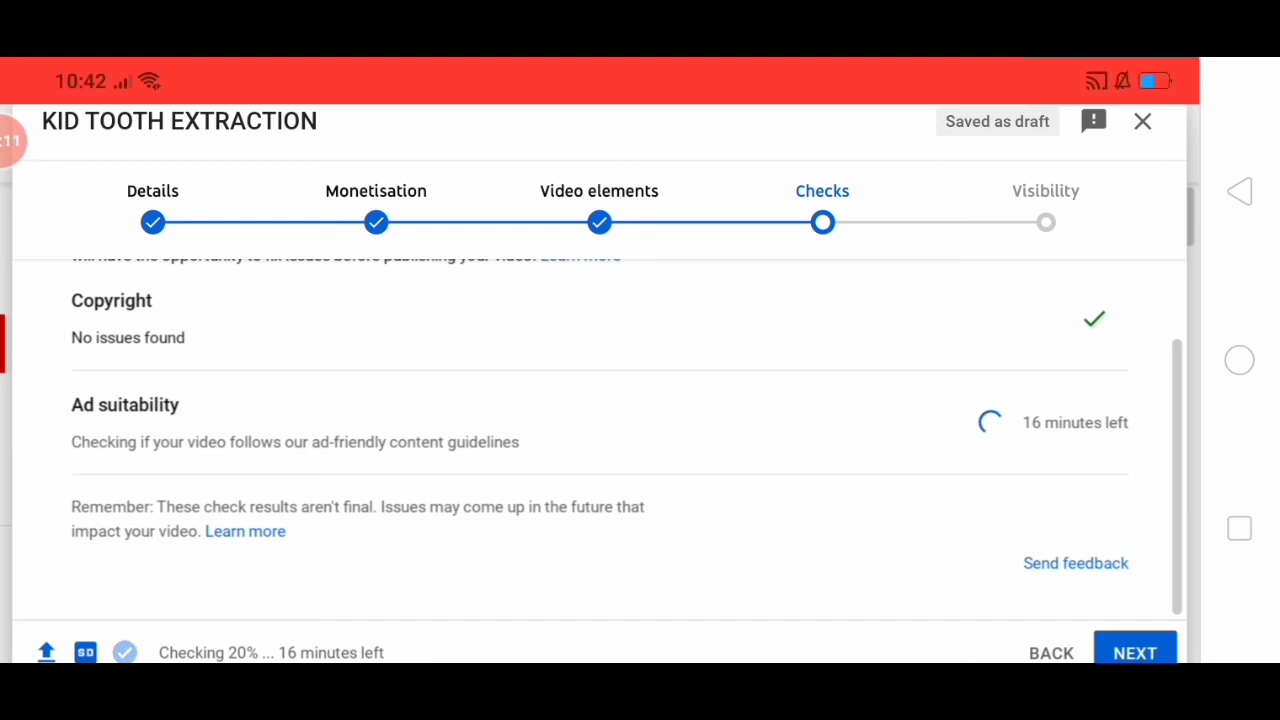 10:42
KID TOOTH EXTRACTION
Saved as draft
:11
Details
Monetisation
Video elements
Checks
Visibility
Learn more
Copyright
No issues found
Ad suitability
16 minutes left
Checking if your video follows our ad-friendly content guidelines
Remember: These check results aren't final. Issues may come up in the future that
impact your video. Learn more
Send feedback
SD
Checking 20% ... 16 minutes left
BACK
NEXT